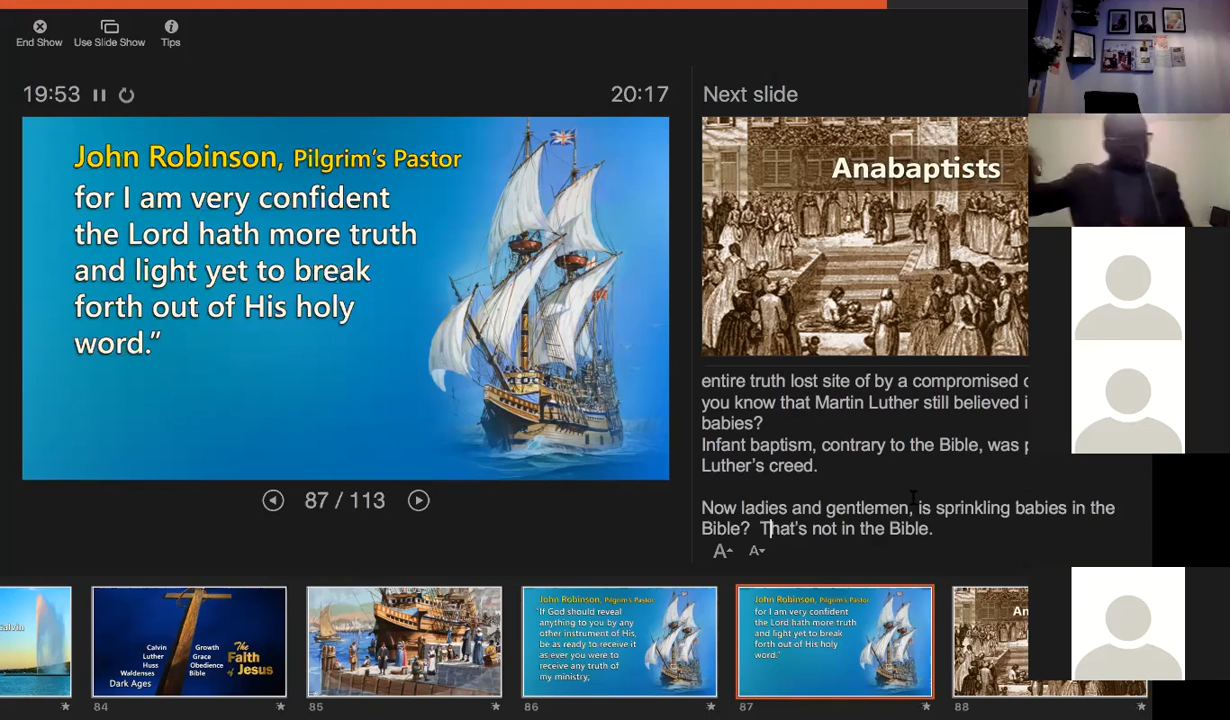 End Show
Use Slide Show
Tips
19:53
20:17
Next slide
John Robinson, Pilgrim's Pastor
for I am very confident
the Lord hath more truth
and light yet to break
forth out of His holy
word."
Anabaptists
entire truth lost site of by a compromised
you know that Martin Luther still believed
babies?
Infant baptism, contrary to the Bible, was
Luther's creed.
Now ladies and gentlemen, is sprinkling babies in the
Bible? That's not in the Bible.
A A
87 / 113
Calvin
Luther
Huss
Waldenses
Dark Ages
Growth
Grace
Obedience
Bible
The
Faith
of Jesus
John Robinson, Pilgrim's Pastor
"If God should reveal
anything to you by any
other instrument of His,
be as ready to receive it
as ever you were to
receive any truth of
my ministry;
John Robinson, Pilgrim's Pastor
for I am very confident
the Lord hath more truth
and light yet to break
forth out of His holy
word."
84
85
86
87
88